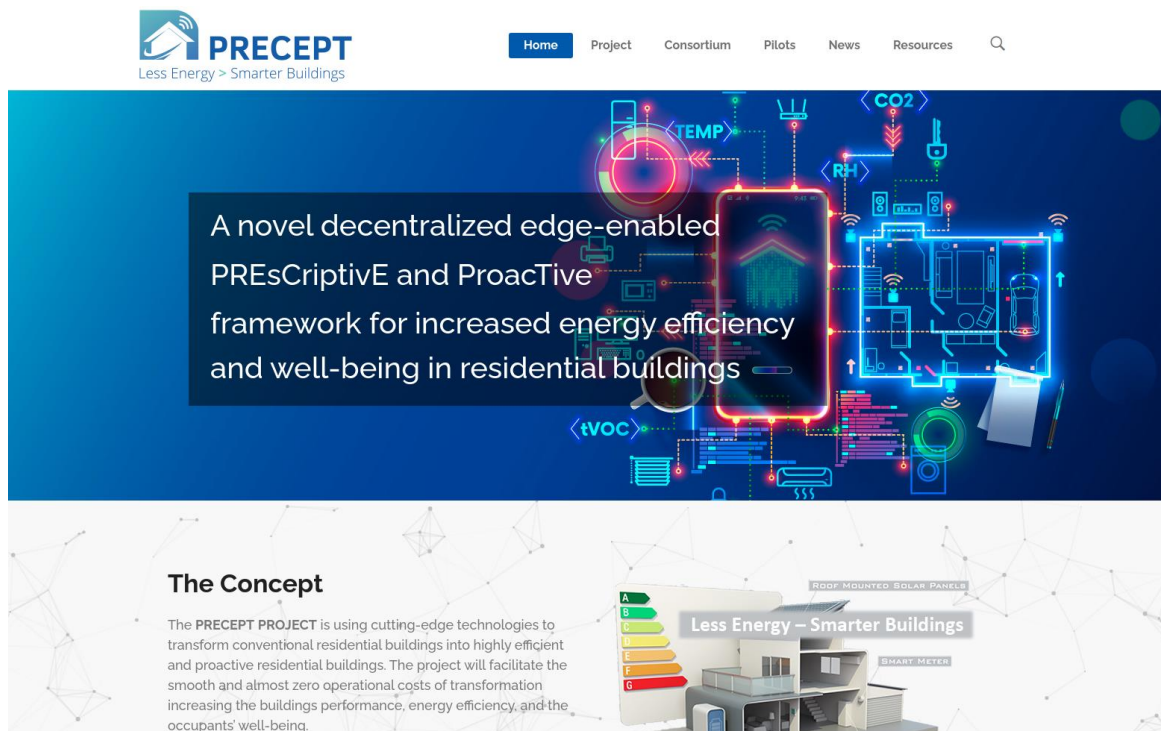 PRECEPT
Less Energy > Smarter Buildings
Home Project Consortium Pilots News Resources
CO2
TEMP
RH
A novel decentralized edge-enabled
PREsCriptivE and ProacTive
framework for increased energy efficiency
and well-being in residential buildings
tVOC
The Concept
The PRECEPT PROJECT is using cutting-edge technologies to
transform conventional residential buildings into highly efficient
and proactive residential buildings. The project will facilitate the
smooth and almost zero operational costs of transformation
increasing the buildings performance, energy efficiency, and the
occupants' well-being.
Roof Mounted Solar Panels
A
B
C
D
E
F
G
Less Energy – Smarter Buildings
Smart Meter